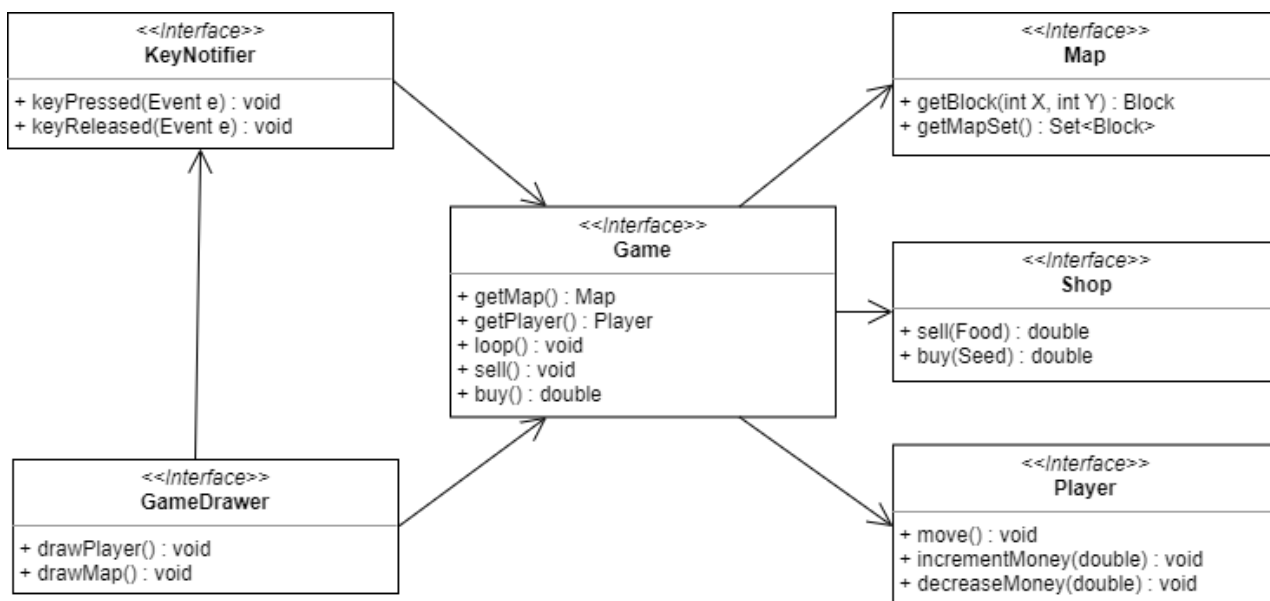 <<Interface>>
KeyNotifier
+ keyPressed(Event e) : void
+ keyReleased(Event e) : void
<<Interface>>
Map
+ getBlock(int X, int Y) : Block
+ getMapSet() : Set<Block>
<<Interface>>
Game
+ getMap() : Map
+ getPlayer() : Player
+ loop() : void
+ sell() : void
+ buy() : double
<<Interface>>
Shop
+ sell(Food) : double
+ buy(Seed) : double
<<Interface>>
GameDrawer
+ drawPlayer() : void
+ drawMap() : void
<<Interface>>
Player
+ move() : void
+ incrementMoney(double) : void
+ decreaseMoney(double) : void